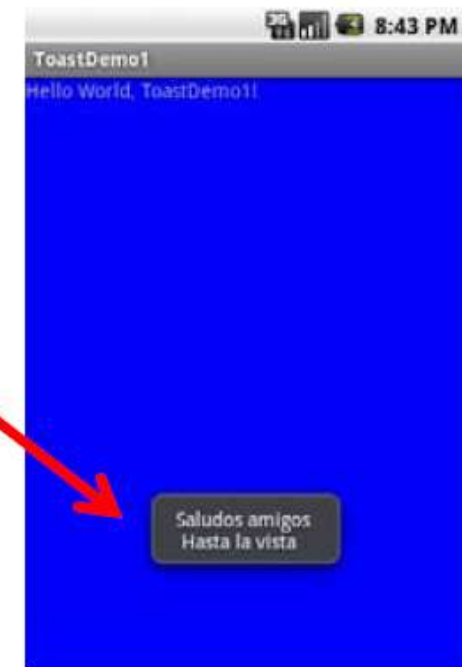 8:43 PM
ToastDemo1
Hello World, ToastDemo1!
Saludos amigos
Hasta la vista